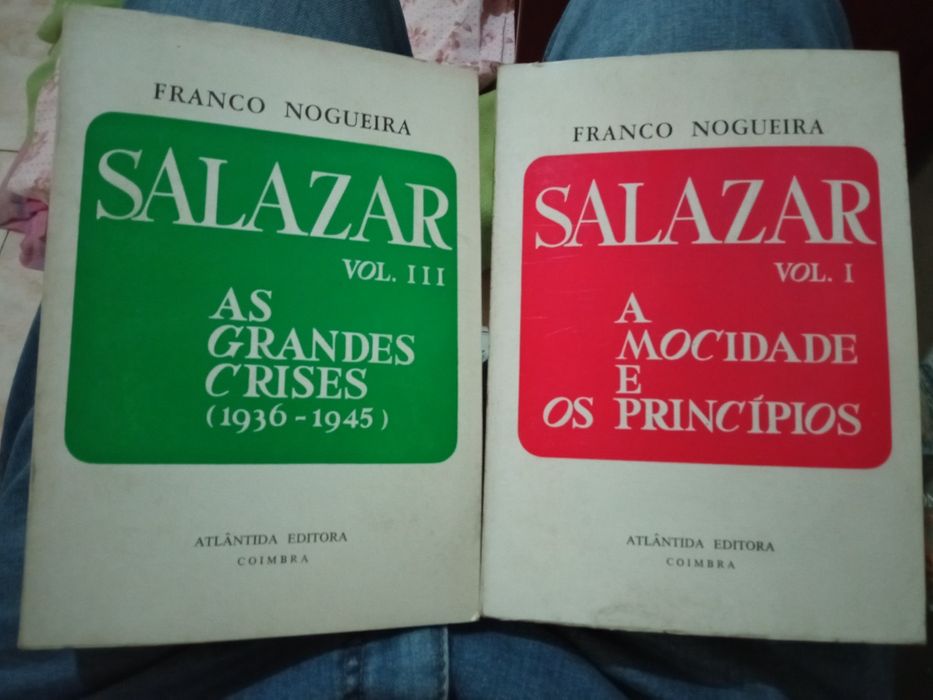 FRANCO NOGUEIRA
SALAZAR
VOL. III
AS
GRANDES
CRISES
(1936-1945)
ATLÂNTIDA EDITORA
COIMBRA
FRANCO NOGUEIRA
SALAZAR
VOL. I
A
MOCIDADE
E
OS PRINCÍPIOS
ATLÂNTIDA EDITORA
COIMBRA